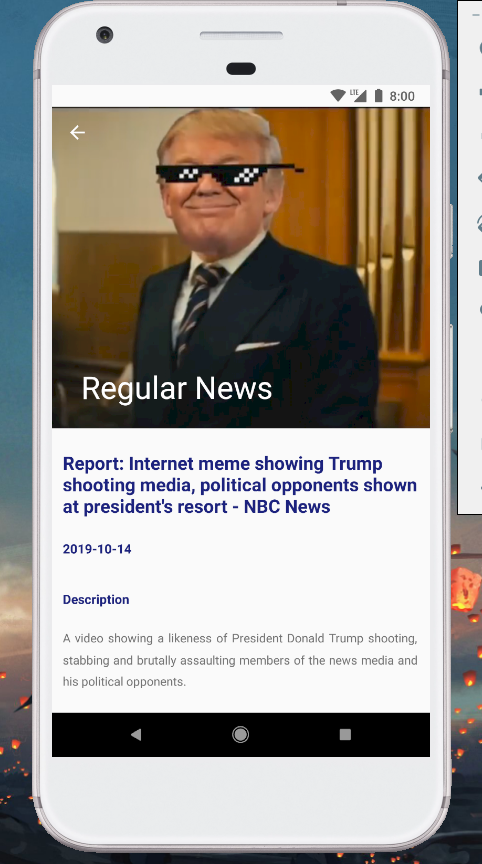 LTE 8:00
Regular News
Report: Internet meme showing Trump
shooting media, political opponents shown
at president's resort - NBC News
2019-10-14
Description
A video showing a likeness of President Donald Trump shooting,
stabbing and brutally assaulting members of the news media and
his political opponents.